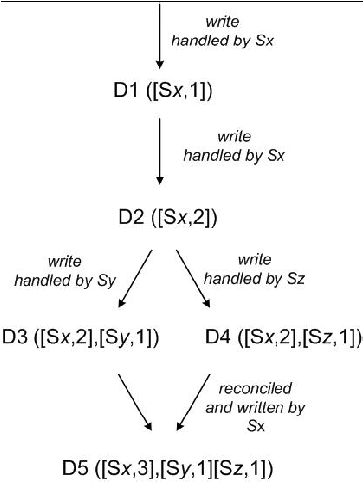 write
handled by Sx
D1 ([Sx,1])
write
handled by Sx
D2 ([Sx,2])
write
handled by Sy
write
handled by Sz
D3 ([Sx,2],[Sy,1])
D4 ([Sx,2],[Sz,1])
reconciled
and written by
Sx
D5 ([Sx,3],[Sy,1][Sz,1])